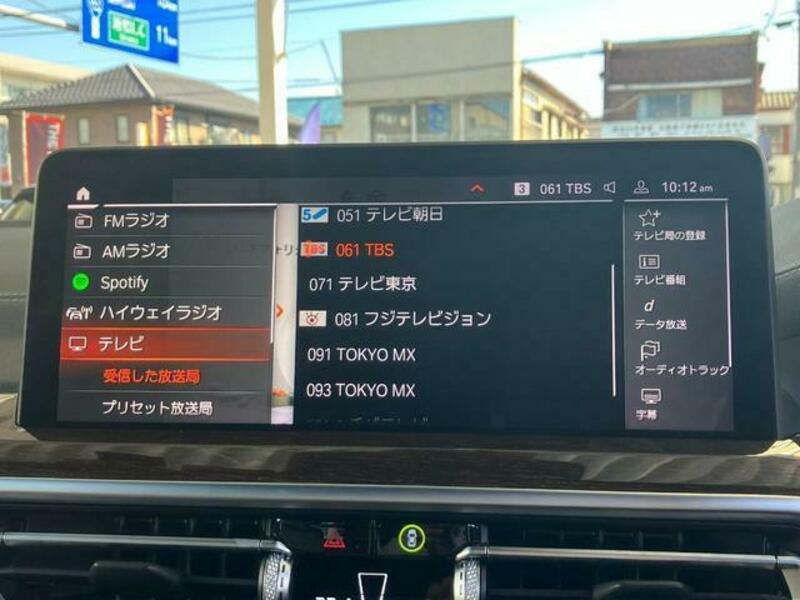 11
3 061 TBS 10:12 am
FMラジオ
AMラジオ
Spotify
ハイウェイラジオ
テレビ
受信した放送局
プリセット放送局
5 051 テレビ朝日
TBS 061 TBS
071 テレビ東京
081 フジテレビジョン
091 TOKYO MX
093 TOKYO MX
テレビ局の登録
テレビ番組
d
データ放送
オーディオトラック
字幕